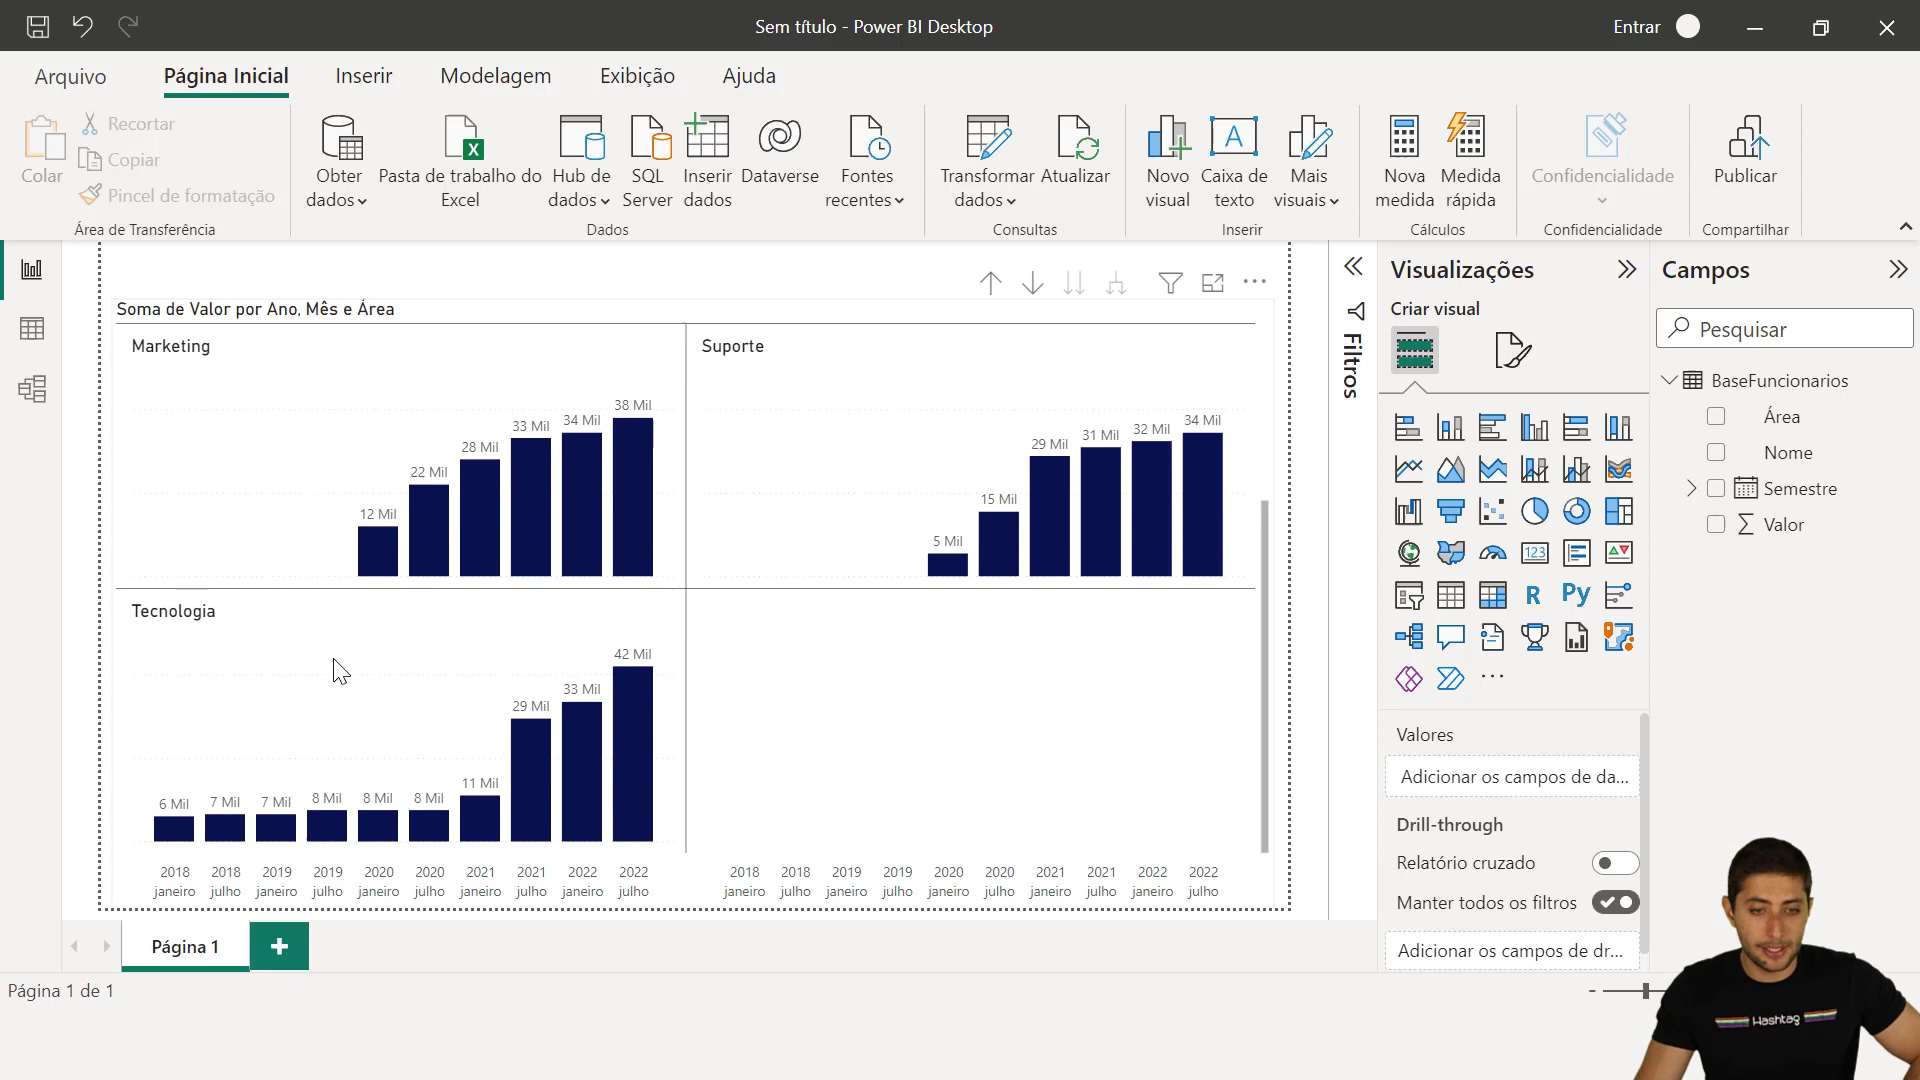 Sem título - Power BI Desktop
Entrar
Arquivo
Página Inicial
Inserir
Modelagem
Exibição
Ajuda
Colar
Recortar
Copiar
Pincel de formatação
Área de Transferência
Obter
dados
Pasta de trabalho do
Excel
Hub de
dados
SQL
Server
Inserir
dados
Dataverse
Fontes
recentes
Dados
Transformar
dados
Atualizar
Consultas
Novo
visual
Caixa de
texto
Mais
visuais
Inserir
Nova
medida
Medida
rápida
Cálculos
Confidencialidade
Confidencialidade
Publicar
Compartilhar
Soma de Valor por Ano, Mês e Área
Marketing
12 Mil
22 Mil
28 Mil
33 Mil
34 Mil
38 Mil
Suporte
5 Mil
15 Mil
29 Mil
31 Mil
32 Mil
34 Mil
Tecnologia
6 Mil
7 Mil
7 Mil
8 Mil
8 Mil
8 Mil
11 Mil
29 Mil
33 Mil
42 Mil
2018 2018 2019 2019 2020 2020 2021 2021 2022 2022
janeiro julho janeiro julho janeiro julho janeiro julho janeiro julho
2018 2018 2019 2019 2020 2020 2021 2021 2022 2022
janeiro julho janeiro julho janeiro julho janeiro julho janeiro julho
Filtros
Visualizações
Criar visual
123
R
Py
Valores
Adicionar os campos de da...
Drill-through
Relatório cruzado
Manter todos os filtros
Adicionar os campos de dr...
Campos
Pesquisar
BaseFuncionarios
Área
Nome
Semestre
Valor
Página 1
Página 1 de 1
Hashtag